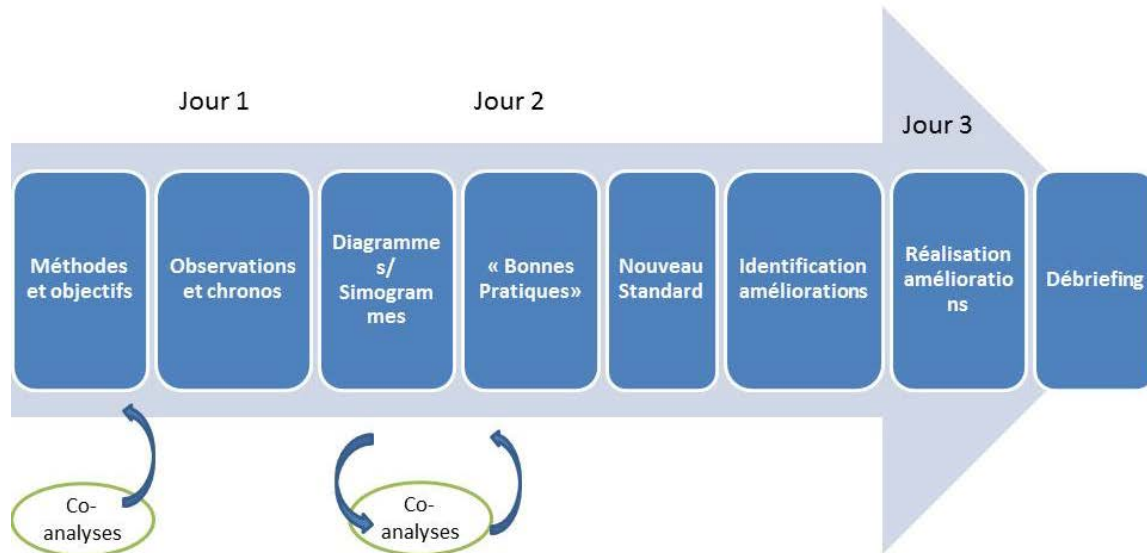 Jour 1
Jour 2
Jour 3
Méthodes
et objectifs
Observations
et chronos
Diagramme
s/
Simogram
mes
« Bonnes
Pratiques»
Nouveau
Standard
Identification
améliorations
Réalisation
amélioratio
ns
Débriefing
Co-
analyses
Co-
analyses